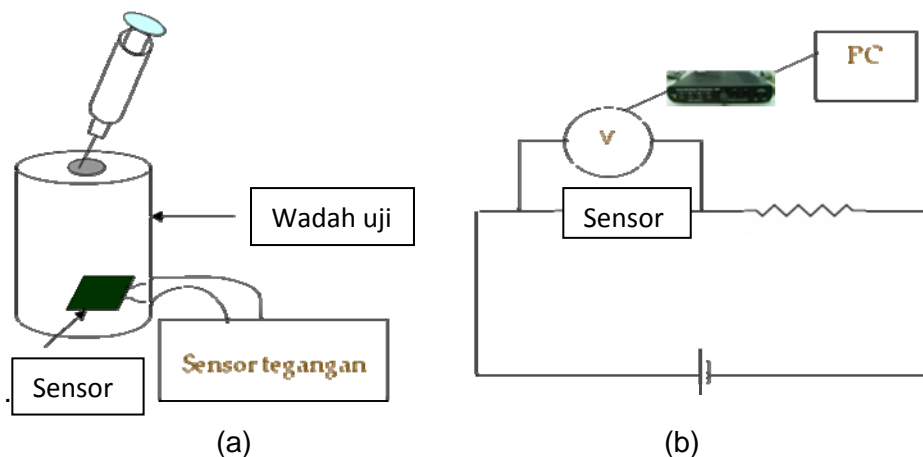 Wadah uji
Sensor tegangan
Sensor
(a)
PC
V
Sensor
(b)